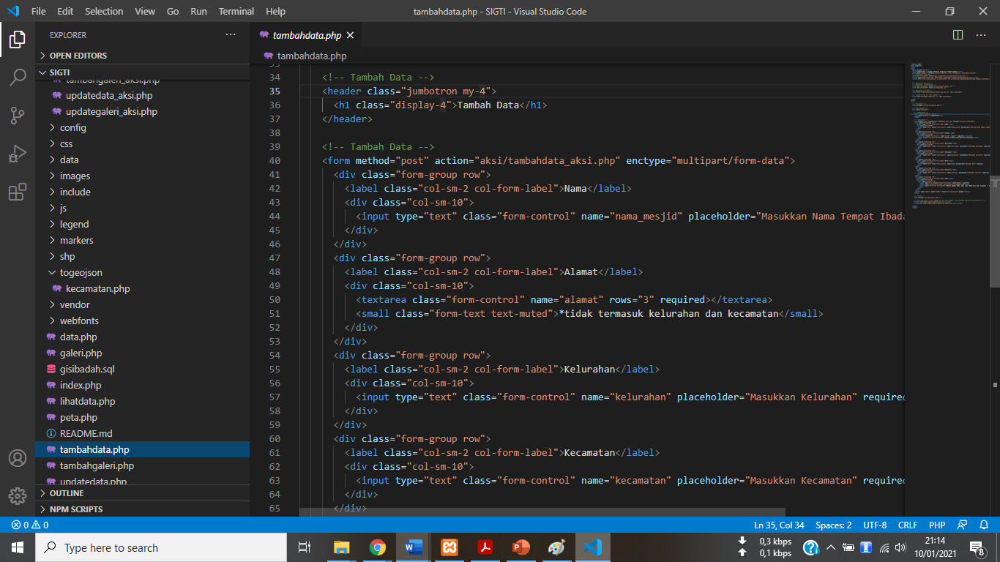 File Edit Selection View Go Run Terminal Help
tambahdata.php - SIGTI - Visual Studio Code
EXPLORER
OPEN EDITORS
SIGTI
tambahgaleri_aksi.php
updatedata_aksi.php
updategaleri_aksi.php
config
css
data
images
include
js
legend
markers
shp
togeojson
kecamatan.php
vendor
webfonts
data.php
galeri.php
gisibadah.sql
index.php
lihatdata.php
peta.php
README.md
tambahdata.php
tambahgaleri.php
updatedata.php
OUTLINE
NPM SCRIPTS
tambahdata.php
tambahdata.php
33
34 <!-- Tambah Data -->
35 <header class="jumbotron my-4">
36 <h1 class="display-4">Tambah Data</h1>
37 </header>
38
39 <!-- Tambah Data -->
40 <form method="post" action="aksi/tambahdata_aksi.php" enctype="multipart/form-data">
41 <div class="form-group row">
42 <label class="col-sm-2 col-form-label">Nama</label>
43 <div class="col-sm-10">
44 <input type="text" class="form-control" name="nama_mesjid" placeholder="Masukkan Nama Tempat Ibada
45 </div>
46 </div>
47 <div class="form-group row">
48 <label class="col-sm-2 col-form-label">Alamat</label>
49 <div class="col-sm-10">
50 <textarea class="form-control" name="alamat" rows="3" required></textarea>
51 <small class="form-text text-muted">*tidak termasuk kelurahan dan kecamatan</small>
52 </div>
53 </div>
54 <div class="form-group row">
55 <label class="col-sm-2 col-form-label">Kelurahan</label>
56 <div class="col-sm-10">
57 <input type="text" class="form-control" name="kelurahan" placeholder="Masukkan Kelurahan" required
58 </div>
59 </div>
60 <div class="form-group row">
61 <label class="col-sm-2 col-form-label">Kecamatan</label>
62 <div class="col-sm-10">
63 <input type="text" class="form-control" name="kecamatan" placeholder="Masukkan Kecamatan" required
64 </div>
65 </div>
0 0
Ln 35, Col 34 Spaces: 2 UTF-8 CRLF PHP
Type here to search
0,3 kbps
0,1 kbps
21:14
10/01/2021
8